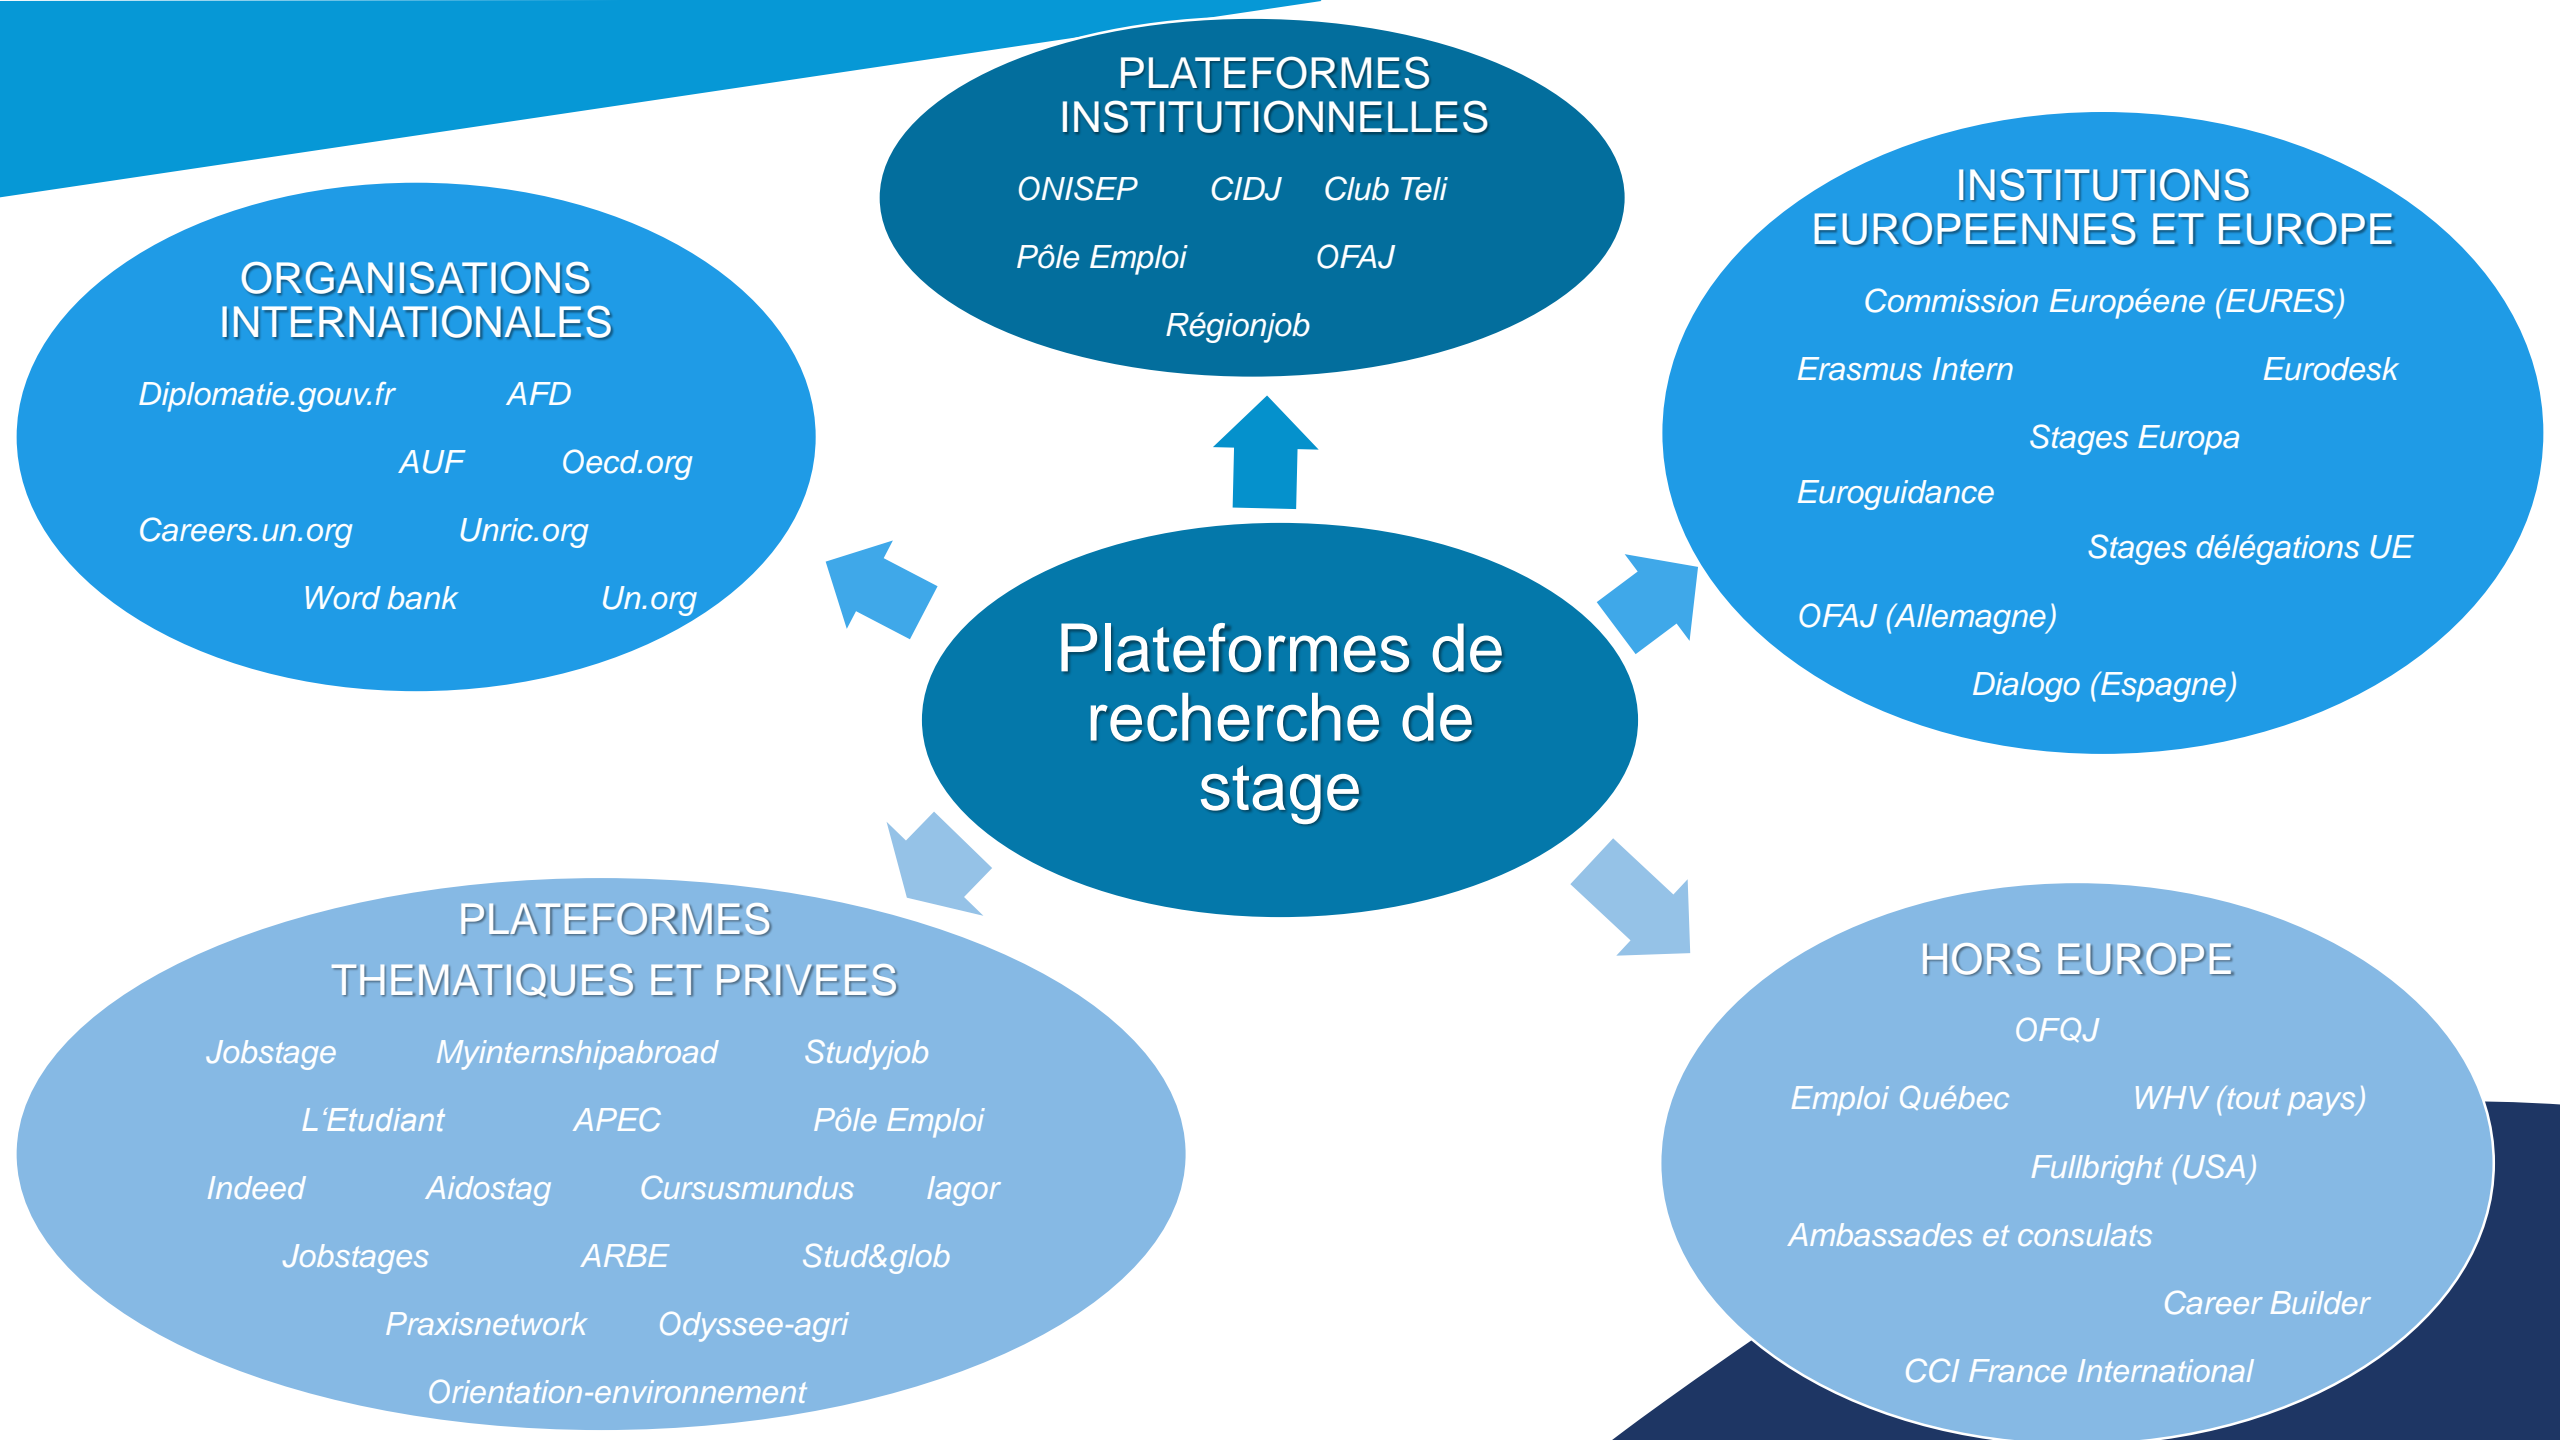 PLATEFORMES
INSTITUTIONNELLES
ONISEP CIDJ Club Teli
Pôle Emploi OFAJ
Régionjob
INSTITUTIONS
EUROPEENNES ET EUROPE
Commission Européene (EURES)
Erasmus Intern Eurodesk
Stages Europa
Euroguidance
Stages délégations UE
OFAJ (Allemagne)
Dialogo (Espagne)
ORGANISATIONS
INTERNATIONALES
Diplomatie.gouv.fr AFD
AUF Oecd.org
Careers.un.org Unric.org
Word bank Un.org
Plateformes de
recherche de
stage
PLATEFORMES
THEMATIQUES ET PRIVEES
Jobstage Myinternshipabroad Studyjob
L‘Etudiant APEC Pôle Emploi
Indeed Aidostag Cursusmundus Iagor
Jobstages ARBE Stud&glob
Praxisnetwork Odyssee-agri
Orientation-environnement
HORS EUROPE
OFQJ
Emploi Québec WHV (tout pays)
Fullbright (USA)
Ambassades et consulats
Career Builder
CCI France International